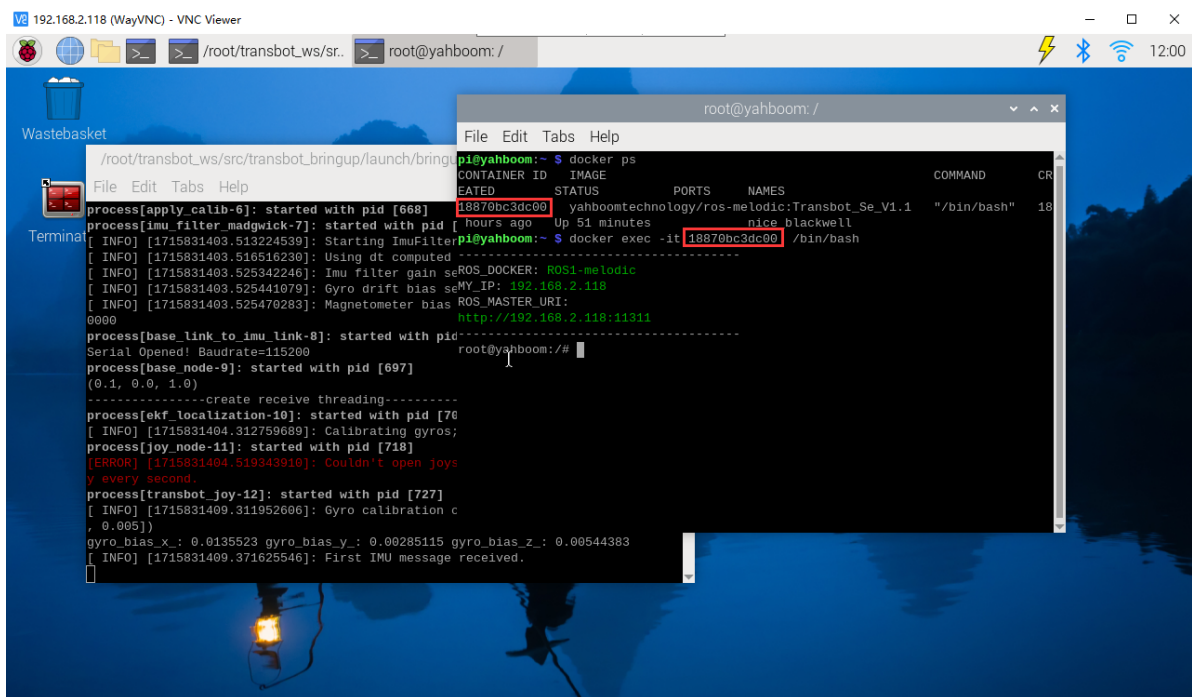 192.168.2.118 (WayVNC) - VNC Viewer
/root/transbot_ws/sr..
root@yahboom: /
12:00
Wastebasket
Terminat
/root/transbot_ws/src/transbot_bringup/launch/bringu
File Edit Tabs Help
process[apply_calib-6]: started with pid [668]
process[imu_filter_madgwick-7]: started with pid [
[ INFO] [1715831403.513224539]: Starting ImuFilter
[ INFO] [1715831403.516516230]: Using dt computed
[ INFO] [1715831403.525342246]: Imu filter gain se
[ INFO] [1715831403.525441079]: Gyro drift bias se
[ INFO] [1715831403.525470283]: Magnetometer bias
0000
process[base_link_to_imu_link-8]: started with pid
Serial Opened! Baudrate=115200
process[base_node-9]: started with pid [697]
(0.1, 0.0, 1.0)
----------------create receive threading----------
process[ekf_localization-10]: started with pid [70
[ INFO] [1715831404.312759689]: Calibrating gyros;
process[joy_node-11]: started with pid [718]
[ERROR] [1715831404.519343910]: Couldn't open joys
y every second.
process[transbot_joy-12]: started with pid [727]
[ INFO] [1715831409.311952606]: Gyro calibration c
, 0.005])
gyro_bias_x_: 0.0135523 gyro_bias_y_: 0.00285115 gyro_bias_z_: 0.00544383
[ INFO] [1715831409.371625546]: First IMU message received.
root@yahboom: /
File Edit Tabs Help
pi@yahboom:~ $ docker ps
CONTAINER ID IMAGE COMMAND CR
EATED STATUS PORTS NAMES
18870bc3dc00 yahboomtechnology/ros-melodic:Transbot_Se_V1.1 "/bin/bash" 18
hours ago Up 51 minutes nice_blackwell
pi@yahboom:~ $ docker exec -it 18870bc3dc00 /bin/bash
----------------------------------------
ROS_DOCKER: ROS1-melodic
MY_IP: 192.168.2.118
ROS_MASTER_URI:
http://192.168.2.118:11311
----------------------------------------
root@yahboom:/#